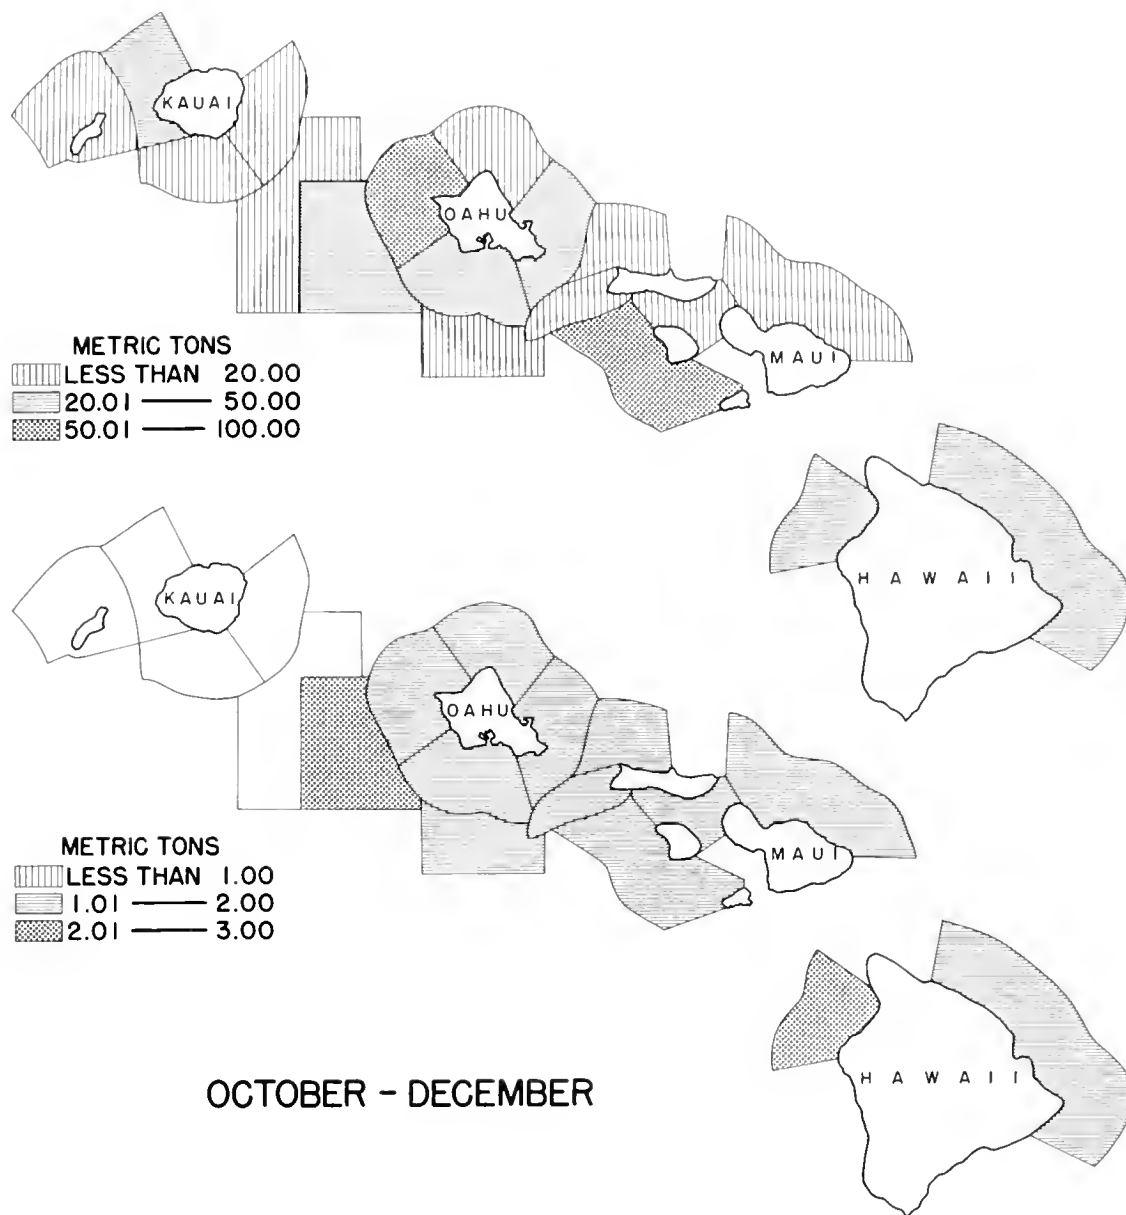 KAUAI
OAHU
MAUI
METRIC TONS
LESS THAN 20.00
20.01 —— 50.00
50.01 —— 100.00
HAWAII
KAUAI
OAHU
MAUI
METRIC TONS
LESS THAN 1.00
1.01 —— 2.00
2.01 —— 3.00
HAWAII
OCTOBER – DECEMBER